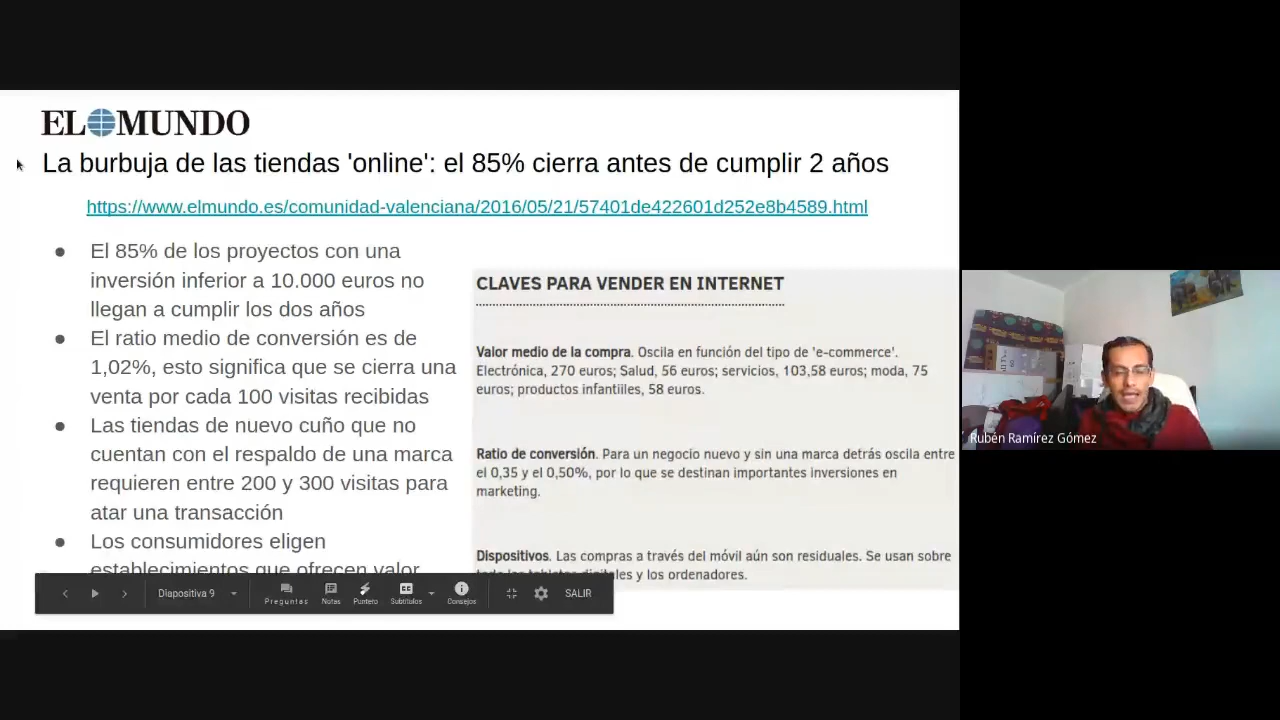 EL MUNDO
La burbuja de las tiendas 'online': el 85% cierra antes de cumplir 2 años
https://www.elmundo.es/comunidad-valenciana/2016/05/21/57401de422601d252e8b4589.html
● El 85% de los proyectos con una
inversión inferior a 10.000 euros no
llegan a cumplir los dos años
● El ratio medio de conversión es de
1,02%, esto significa que se cierra una
venta por cada 100 visitas recibidas
● Las tiendas de nuevo cuño que no
cuentan con el respaldo de una marca
requieren entre 200 y 300 visitas para
atar una transacción
● Los consumidores eligen
establecimientos que ofrecen valor
CLAVES PARA VENDER EN INTERNET
Valor medio de la compra. Oscila en función del tipo de 'e-commerce'.
Electrónica, 270 euros; Salud, 56 euros; servicios, 103,58 euros; moda, 75
euros; productos infantiles, 58 euros.
Ratio de conversión. Para un negocio nuevo y sin una marca detrás oscila entre
el 0,35 y el 0,50%, por lo que se destinan importantes inversiones en
marketing.
Dispositivos. Las compras a través del móvil aún son residuales. Se usan sobre
todo las tabletas digitales y los ordenadores.
Diapositiva 9
Preguntas
Notas
Puntero
Subtítulos
Consejos
SALIR
Rubén Ramírez Gómez